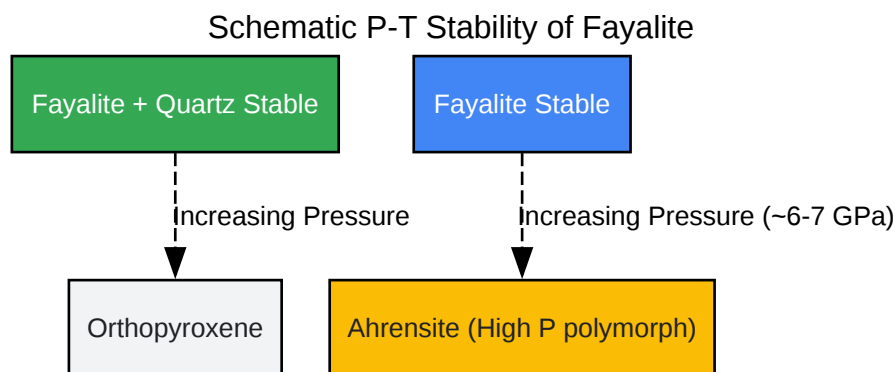 Schematic P-T Stability of Fayalite
Fayalite + Quartz Stable
Fayalite Stable
Increasing Pressure
Increasing Pressure (~6-7 GPa)
Orthopyroxene
Ahrensite (High P polymorph)